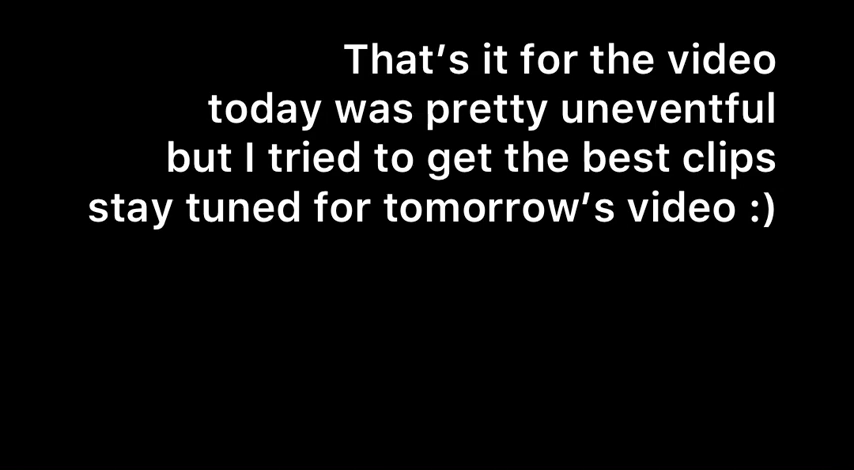 That’s it for the video
today was pretty uneventful
but I tried to get the best clips
stay tuned for tomorrow’s video :)